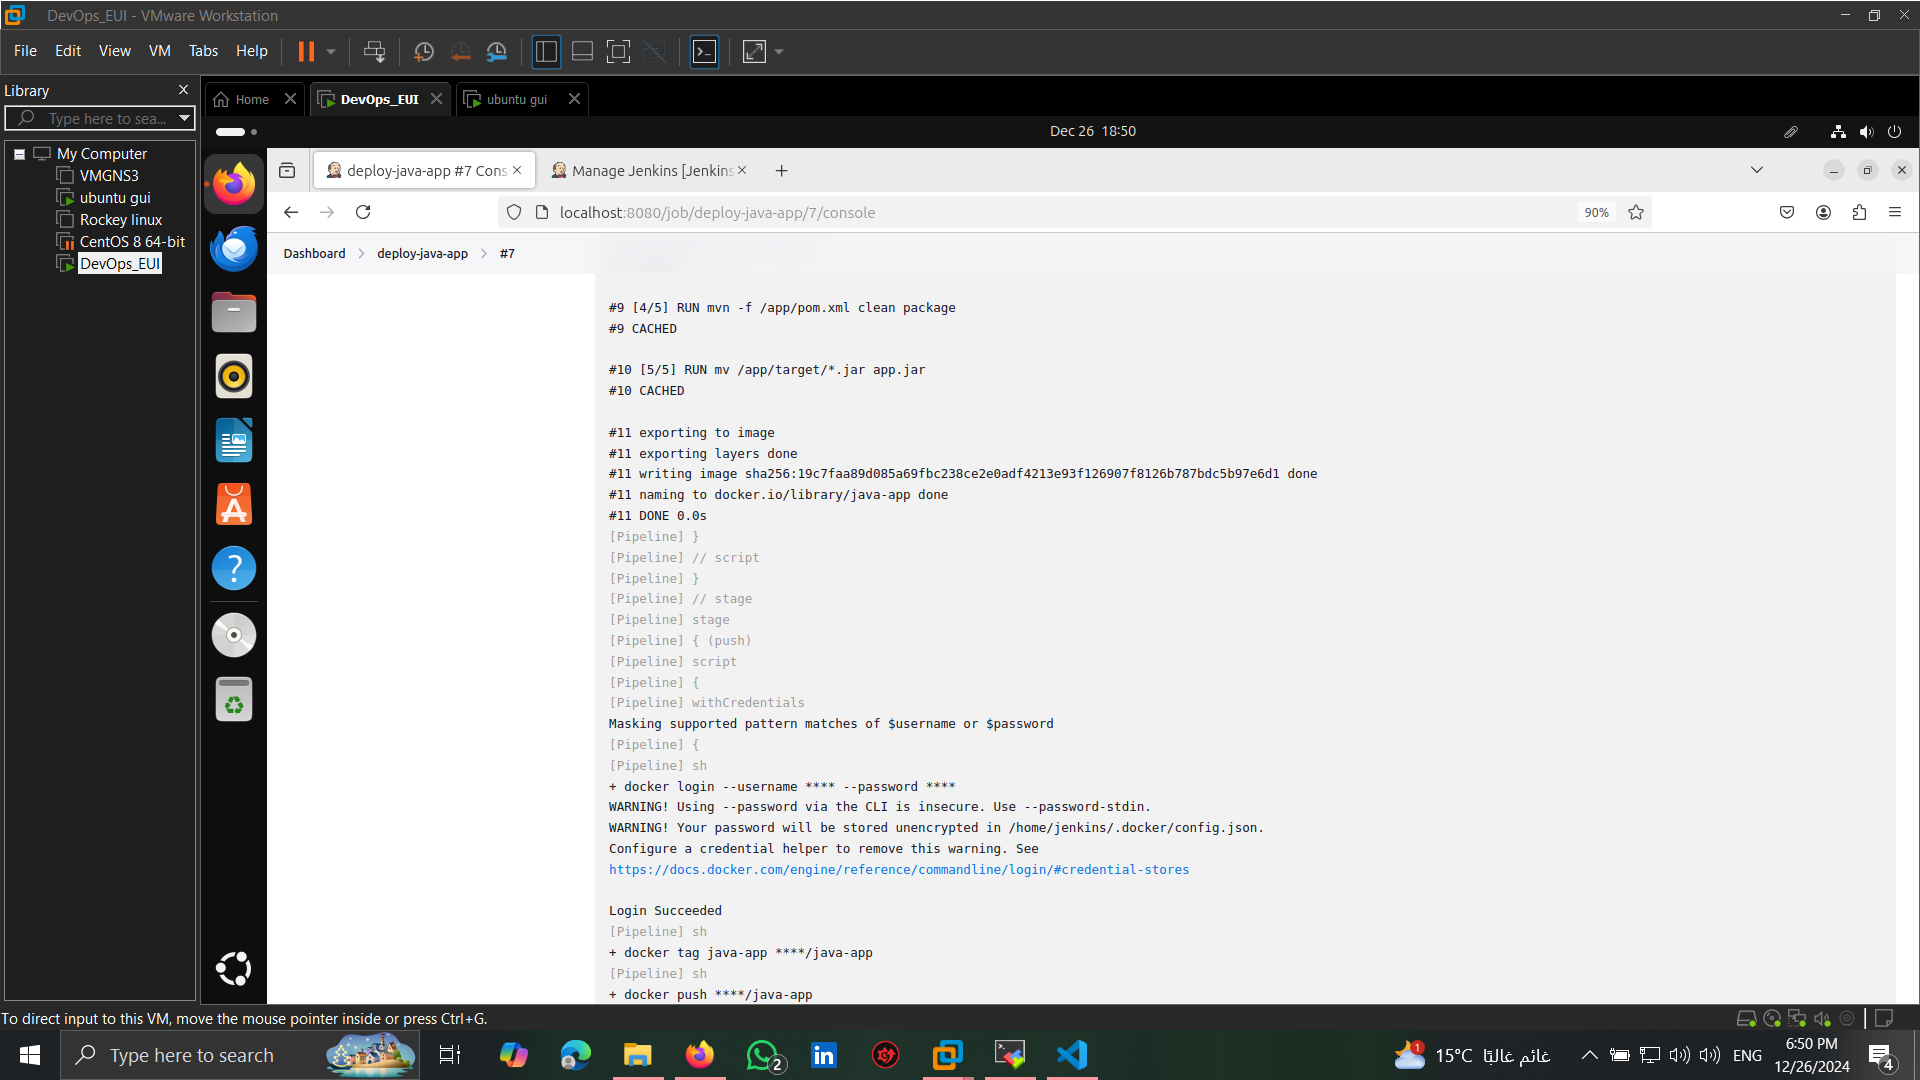 DevOps_EUI - VMware Workstation
File Edit View VM Tabs Help
Library
Type here to sea...
My Computer
VMGNS3
ubuntu gui
Rockey linux
CentOS 8 64-bit
DevOps_EUI
Home
DevOps_EUI
ubuntu gui
Dec 26 18:50
deploy-java-app #7 Cons
Manage Jenkins [Jenkins
localhost:8080/job/deploy-java-app/7/console
90%
Dashboard > deploy-java-app > #7
#9 [4/5] RUN mvn -f /app/pom.xml clean package
#9 CACHED
#10 [5/5] RUN mv /app/target/*.jar app.jar
#10 CACHED
#11 exporting to image
#11 exporting layers done
#11 writing image sha256:19c7faa89d085a69fbc238ce2e0adf4213e93f126907f8126b787bdc5b97e6d1 done
#11 naming to docker.io/library/java-app done
#11 DONE 0.0s
[Pipeline] }
[Pipeline] // script
[Pipeline] }
[Pipeline] // stage
[Pipeline] stage
[Pipeline] { (push)
[Pipeline] script
[Pipeline] {
[Pipeline] withCredentials
Masking supported pattern matches of $username or $password
[Pipeline] {
[Pipeline] sh
+ docker login --username **** --password ****
WARNING! Using --password via the CLI is insecure. Use --password-stdin.
WARNING! Your password will be stored unencrypted in /home/jenkins/.docker/config.json.
Configure a credential helper to remove this warning. See
https://docs.docker.com/engine/reference/commandline/login/#credential-stores
Login Succeeded
[Pipeline] sh
+ docker tag java-app ****/java-app
[Pipeline] sh
+ docker push ****/java-app
To direct input to this VM, move the mouse pointer inside or press Ctrl+G.
Type here to search
2
1
15°C غائم غالبًا
ENG
6:50 PM
12/26/2024
4